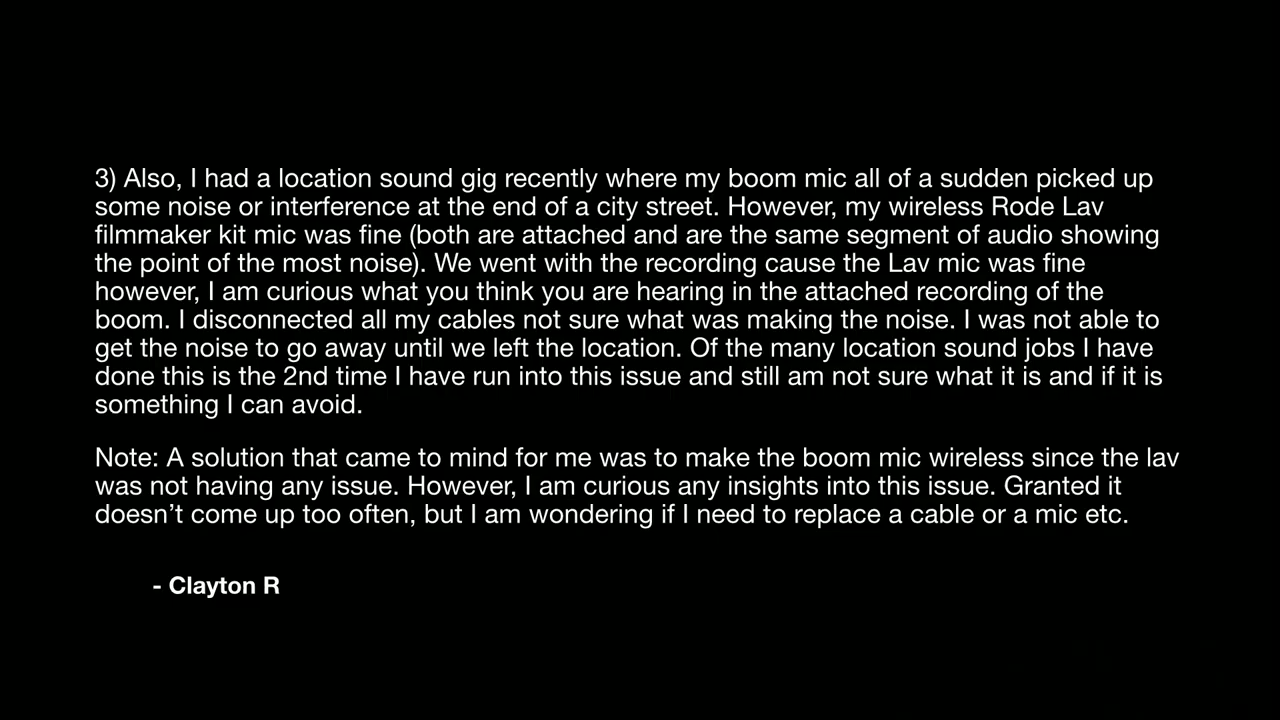 3) Also, I had a location sound gig recently where my boom mic all of a sudden picked up
some noise or interference at the end of a city street. However, my wireless Rode Lav
filmmaker kit mic was fine (both are attached and are the same segment of audio showing
the point of the most noise). We went with the recording cause the Lav mic was fine
however, I am curious what you think you are hearing in the attached recording of the
boom. I disconnected all my cables not sure what was making the noise. I was not able to
get the noise to go away until we left the location. Of the many location sound jobs I have
done this is the 2nd time I have run into this issue and still am not sure what it is and if it is
something I can avoid.
Note: A solution that came to mind for me was to make the boom mic wireless since the lav
was not having any issue. However, I am curious any insights into this issue. Granted it
doesn’t come up too often, but I am wondering if I need to replace a cable or a mic etc.
- Clayton R